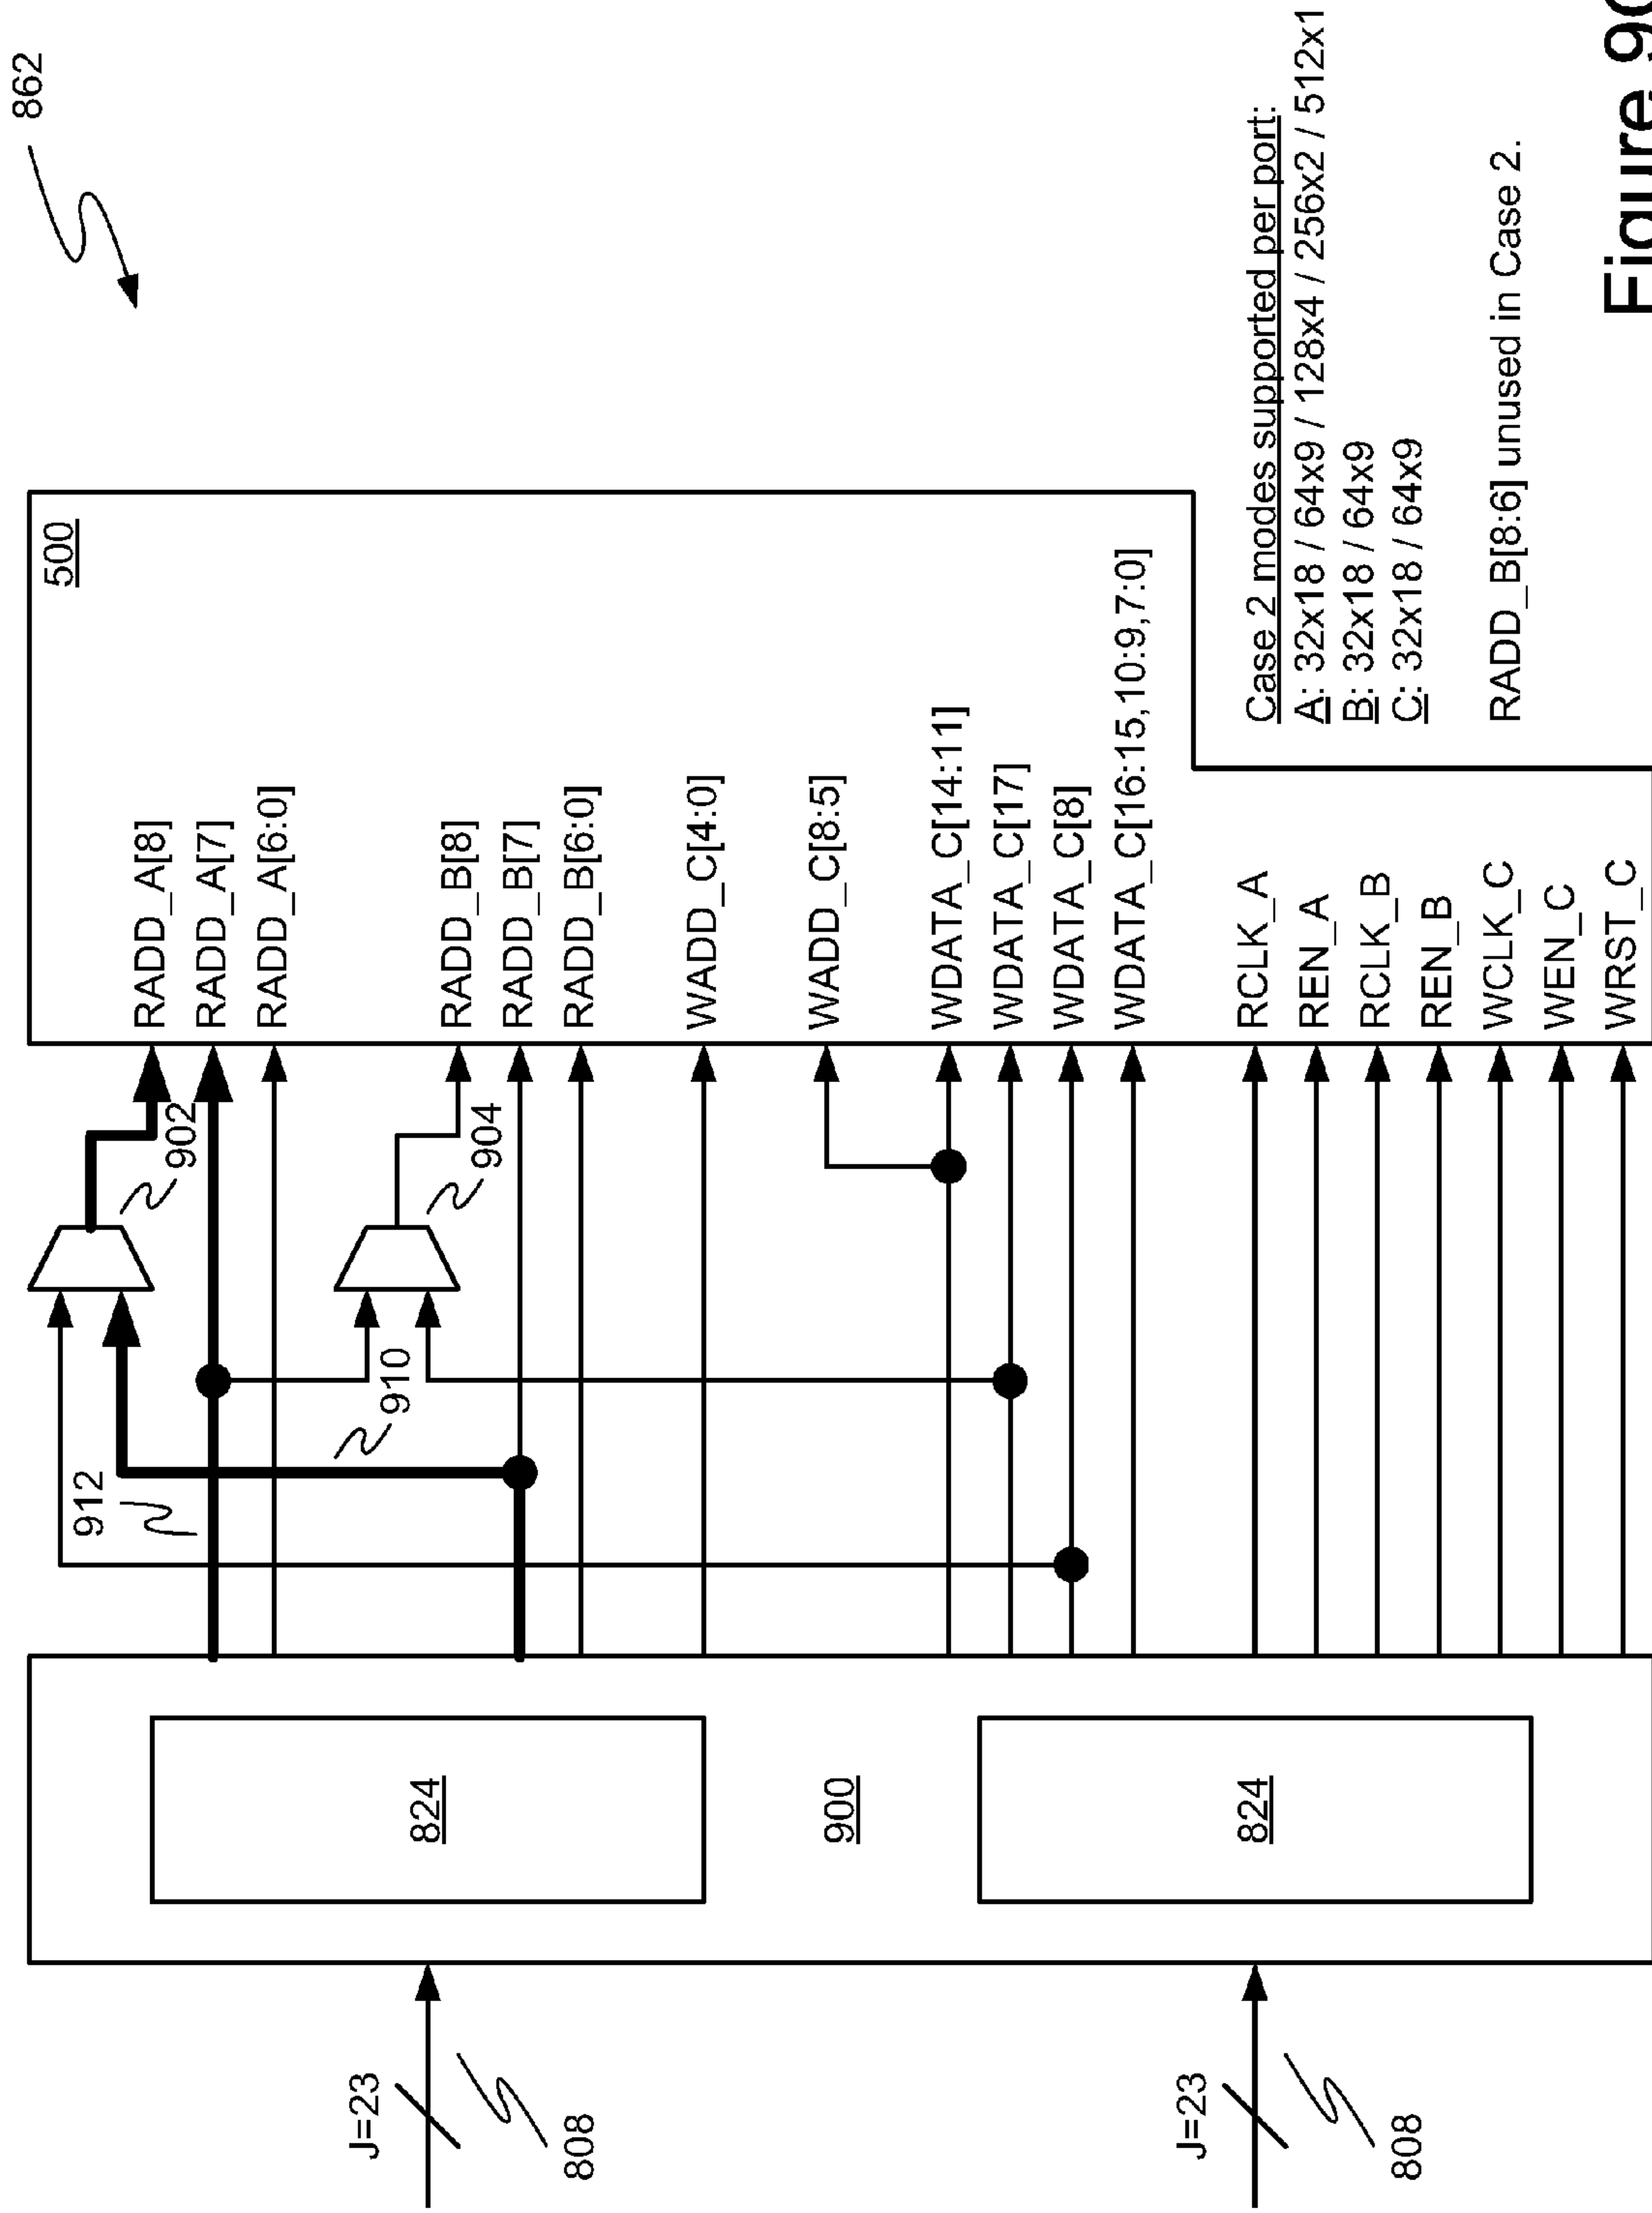 862
500
RADD_A[8]
RADD_A[7]
RADD_A[6:0]
RADD_B[8]
RADD_B[7]
RADD_B[6:0]
WADD_C[4:0]
WADD_C[8:5]
WDATA_C[14:11]
WDATA_C[17]
WDATA_C[8]
WDATA_C[16:15,10:9,7:0]
RCLK_A
REN_A
RCLK_B
REN_B
WCLK_C
WEN_C
WRST_C
902
904
910
912
824
900
824
J=23
808
J=23
808
Case 2 modes supported per port:
A: 32x18 / 64x9 / 128x4 / 256x2 / 512x1
B: 32x18 / 64x9
C: 32x18 / 64x9
RADD_B[8:6] unused in Case 2.
Figure 9